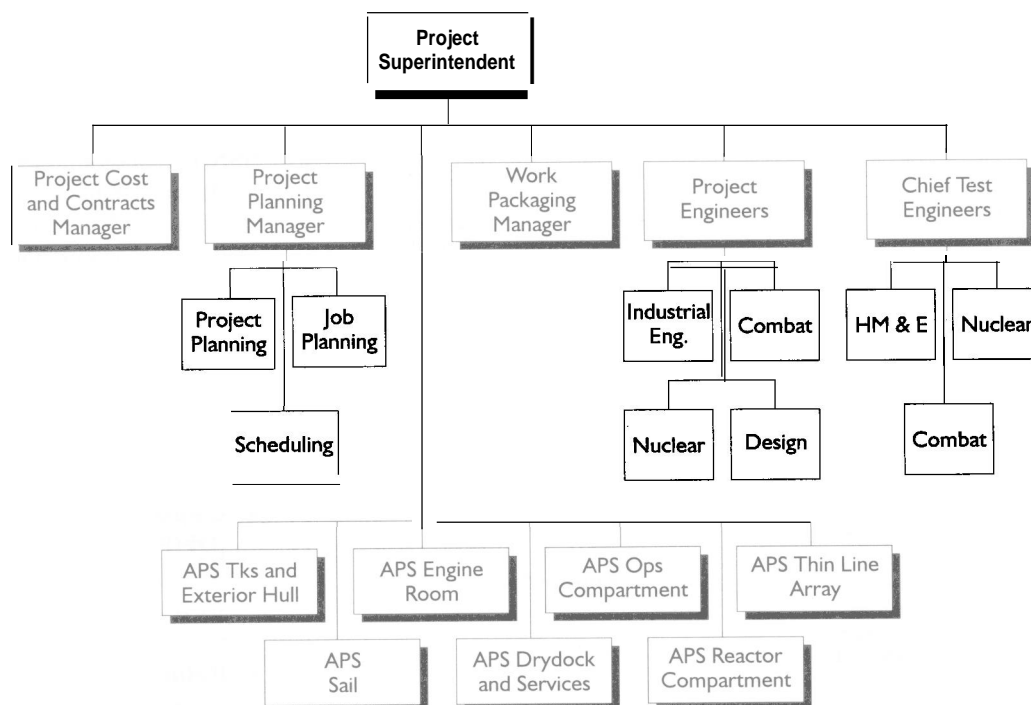 Project
Superintendent
Project Cost
and Contracts
Manager
Project
Planning
Manager
Work
Packaging
Manager
Project
Engineers
Chief Test
Engineers
Project
Planning
Job
Planning
Industrial
Eng.
Combat
HM & E
Nuclear
Scheduling
Nuclear
Design
Combat
APS Tks and
Exterior Hull
APS Engine
Room
APS Ops
Compartment
APS Thin Line
Array
APS
Sail
APS Drydock
and Services
APS Reactor
Compartment